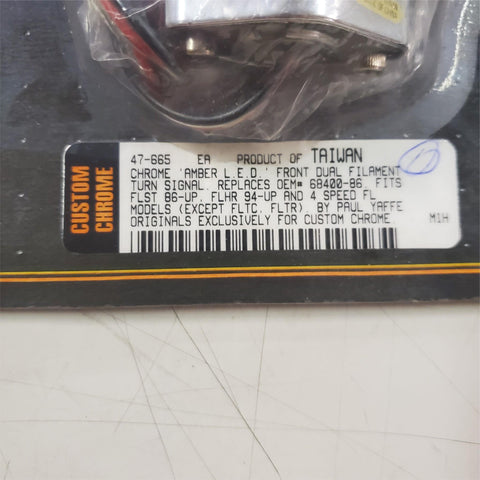 47-665 EA PRODUCT OF TAIWAN
CHROME 'AMBER L.E.D.' FRONT DUAL FILAMENT
TURN SIGNAL. REPLACES OEM# 68400-86. FITS
FLST 86-UP, FLHR 94-UP AND 4 SPEED FL
MODELS (EXCEPT FLTC, FLTR) BY PAUL YAFFE
ORIGINALS EXCLUSIVELY FOR CUSTOM CHROME. M1H
CUSTOM
CHROME